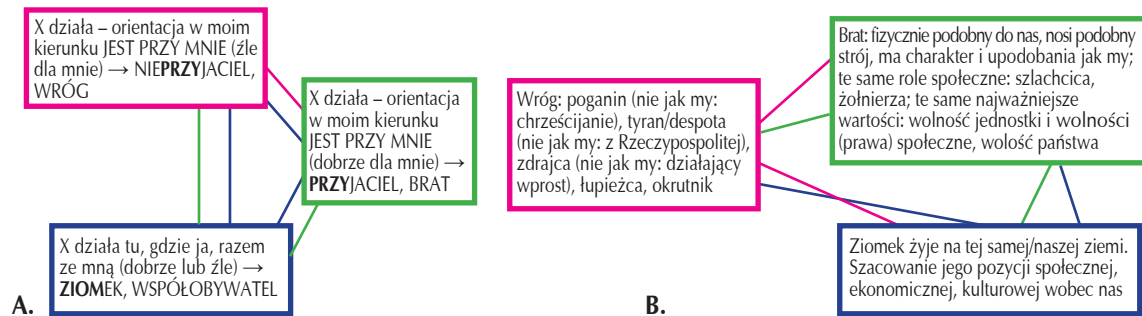 X działa – orientacja w moim
kierunku JEST PRZY MNIE (źle
dla mnie) → NIEPRZYJACIEL,
WRÓG
X działa – orientacja
w moim kierunku
JEST PRZY MNIE
(dobrze dla mnie) →
PRZYJACIEL, BRAT
X działa tu, gdzie ja, razem
ze mną (dobrze lub źle) →
ZIOMEK, WSPÓŁOBYWATEL
A.
Wróg: poganin (nie jak my:
chrześcijanie), tyran/despota
(nie jak my: z Rzeczypospolitej),
zdrajca (nie jak my: działający
wprost), łupieżca, okrutnik
Brat: fizycznie podobny do nas, nosi podobny
strój, ma charakter i upodobania jak my;
te same role społeczne: szlachcica,
żołnierza; te same najważniejsze
wartości: wolność jednostki i wolności
(prawa) społeczne, wolość państwa
Ziomek żyje na tej samej/naszej ziemi.
Szacowanie jego pozycji społecznej,
ekonomicznej, kulturowej wobec nas
B.